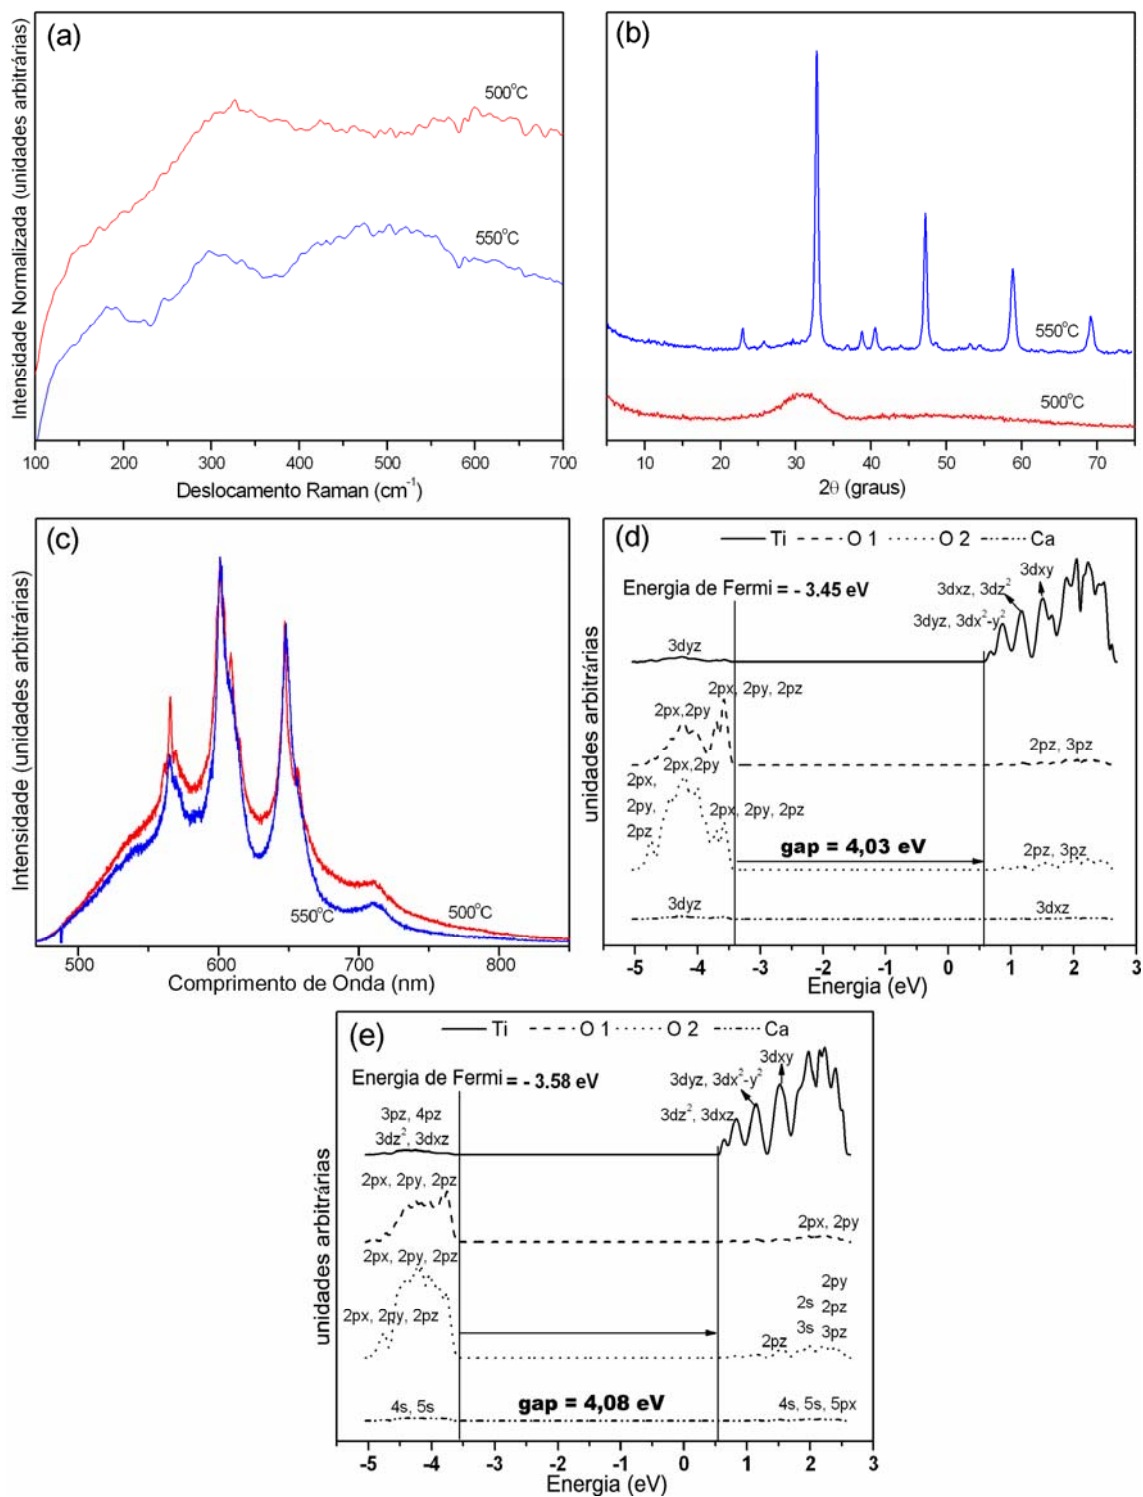 (a)
Intensidade Normalizada (unidades arbitrárias)
500°C
550°C
100 200 300 400 500 600 700
Deslocamento Raman (cm⁻¹)
(b)
550°C
500°C
10 20 30 40 50 60 70
2θ (graus)
(c)
Intensidade (unidades arbitrárias)
550°C
500°C
500 600 700 800
Comprimento de Onda (nm)
(d)
Ti O 1 O 2 Ca
Energia de Fermi = - 3.45 eV
3dxy
3dxz, 3dz²
3dyz, 3dx²-y²
3dyz
2px, 2py, 2pz
2px,2py
2pz, 3pz
2px,2py
2px,
2py,
2pz
2px, 2py, 2pz
gap = 4,03 eV
2pz, 3pz
3dyz
3dxz
unidades arbitrárias
-5 -4 -3 -2 -1 0 1 2 3
Energia (eV)
(e)
Ti O 1 O 2 Ca
Energia de Fermi = - 3.58 eV
3dxy
3dyz, 3dx²-y²
3dz², 3dxz
3pz, 4pz
3dz², 3dxz
2px, 2py, 2pz
2px, 2py
2px, 2py, 2pz
2px, 2py, 2pz
2py
2s 2pz
3s 3pz
2pz
gap = 4,08 eV
4s, 5s
4s, 5s, 5px
unidades arbitrárias
-5 -4 -3 -2 -1 0 1 2 3
Energia (eV)